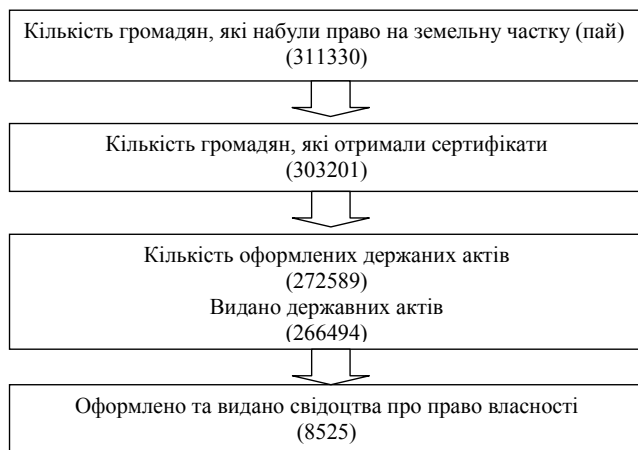 Кількість громадян, які набули право на земельну частку (пай)
(311330)
Кількість громадян, які отримали сертифікати
(303201)
Кількість оформлених держаних актів
(272589)
Видано державних актів
(266494)
Оформлено та видано свідоцтва про право власності
(8525)